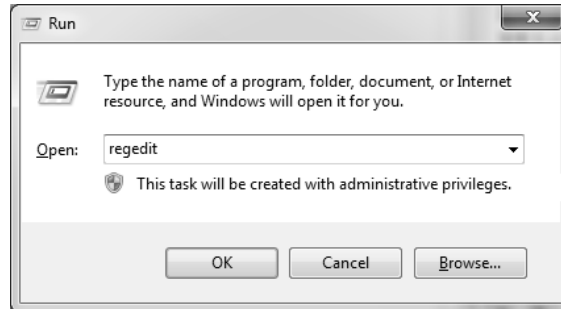 Run
Type the name of a program, folder, document, or Internet
resource, and Windows will open it for you.
Open: regedit
This task will be created with administrative privileges.
OK Cancel Browse...